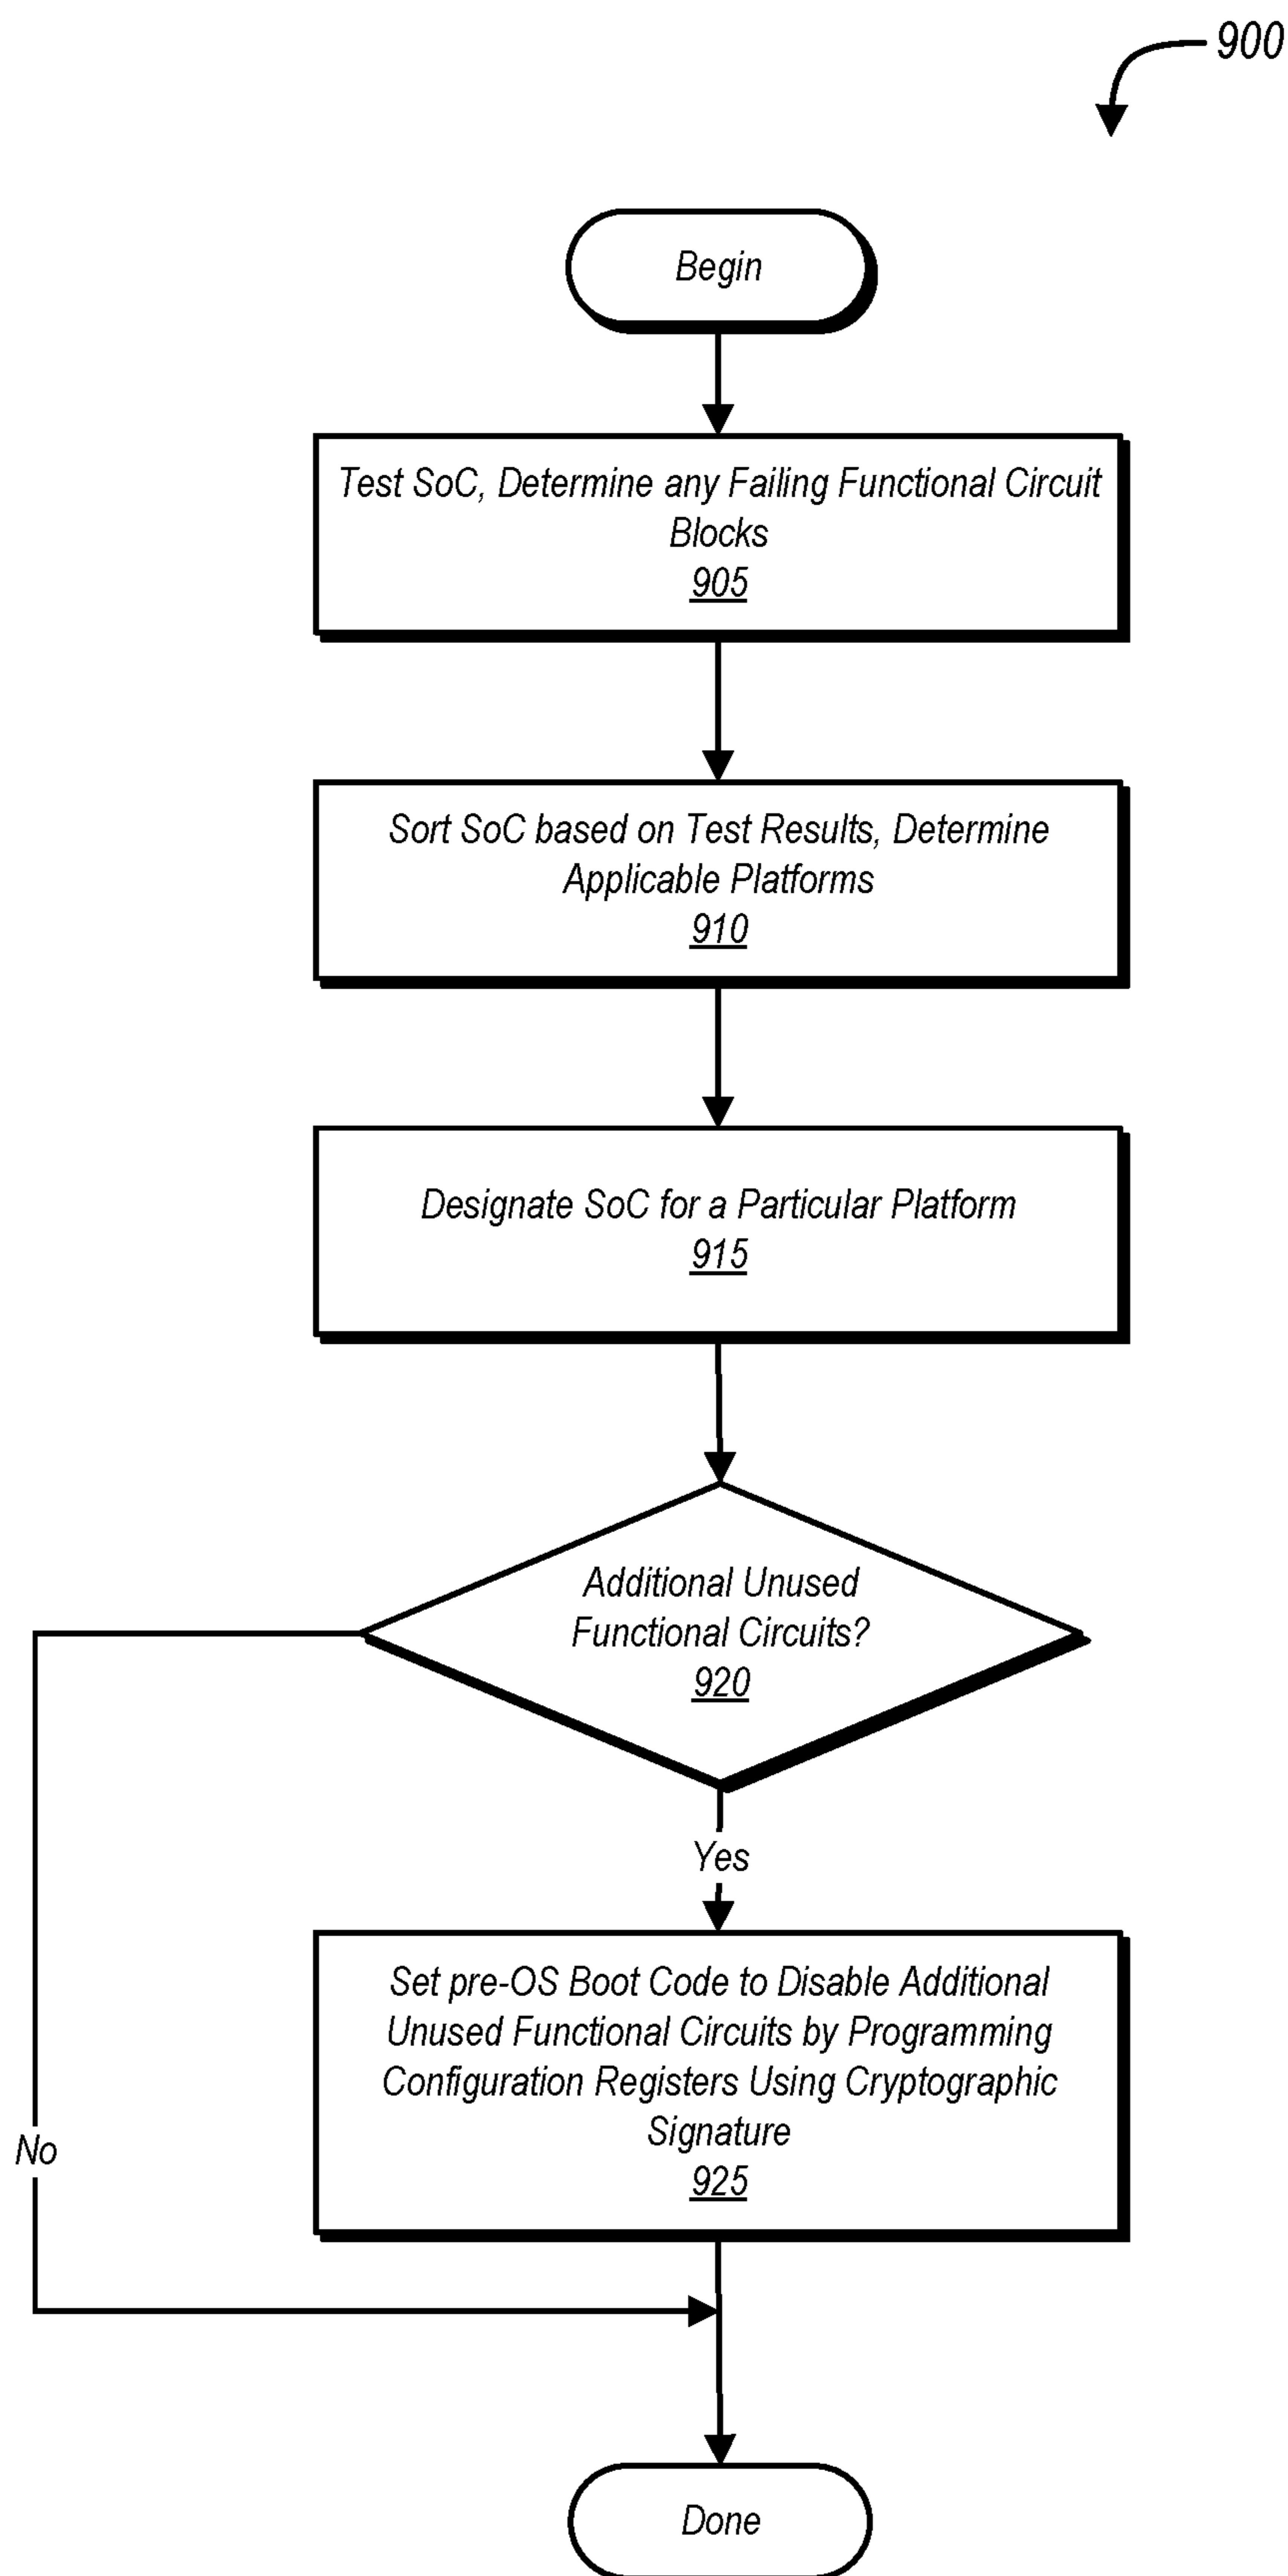 900
Begin
Test SoC, Determine any Failing Functional Circuit
Blocks
905
Sort SoC based on Test Results, Determine
Applicable Platforms
910
Designate SoC for a Particular Platform
915
Additional Unused
Functional Circuits?
920
Yes
Set pre-OS Boot Code to Disable Additional
Unused Functional Circuits by Programming
Configuration Registers Using Cryptographic
Signature
925
No
Done